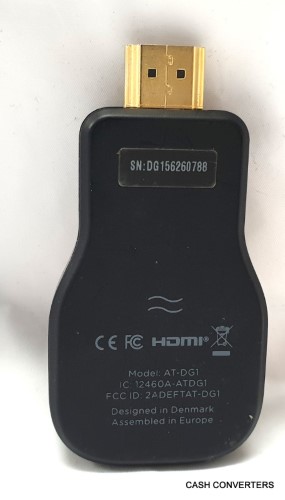 SN:DG156260788
CE FC HDMI®
Model: AT-DG1
IC: 12460A-ATDG1
FCC ID: 2ADEFTAT-DG1
Designed in Denmark
Assembled in Europe
CASH CONVERTERS